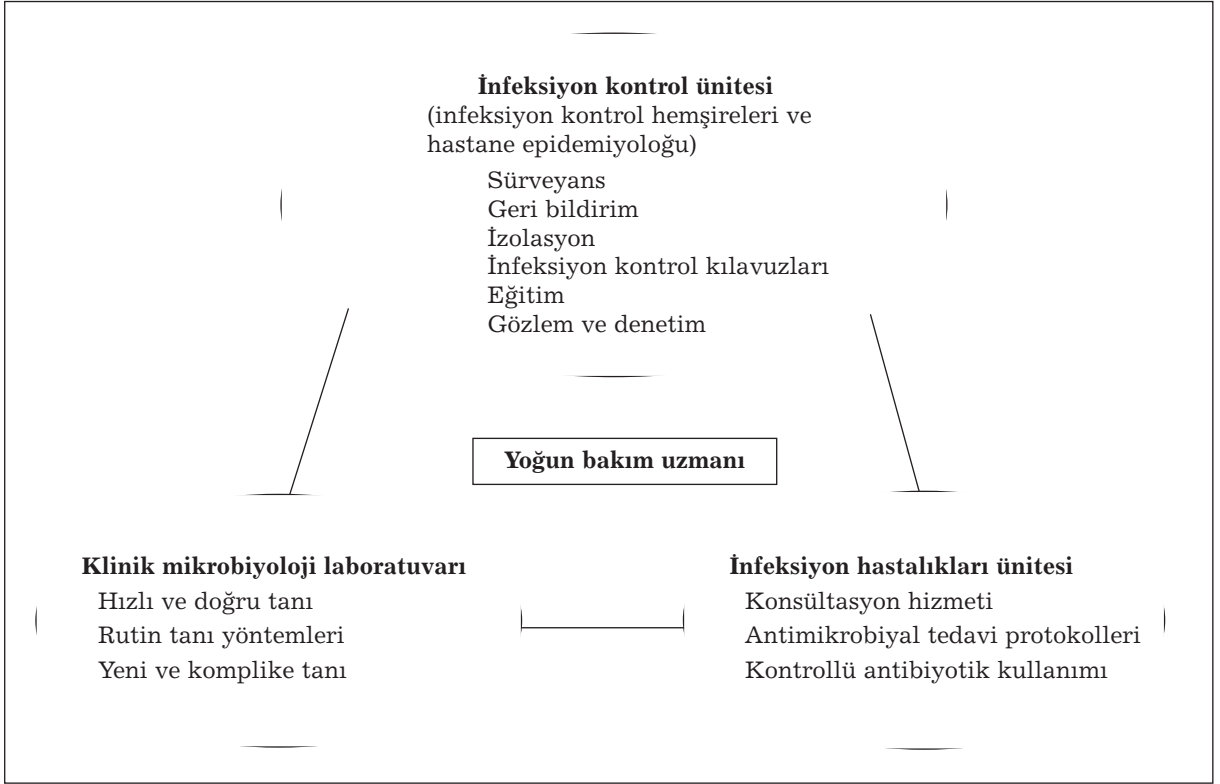 İnfeksiyon kontrol ünitesi
(infeksiyon kontrol hemşireleri ve
hastane epidemiyoloğu)
Sürveyans
Geri bildirim
İzolasyon
İnfeksiyon kontrol kılavuzları
Eğitim
Gözlem ve denetim
Yoğun bakım uzmanı
Klinik mikrobiyoloji laboratuvarı
Hızlı ve doğru tanı
Rutin tanı yöntemleri
Yeni ve komplike tanı
İnfeksiyon hastalıkları ünitesi
Konsültasyon hizmeti
Antimikrobiyal tedavi protokolleri
Kontrollü antibiyotik kullanımı